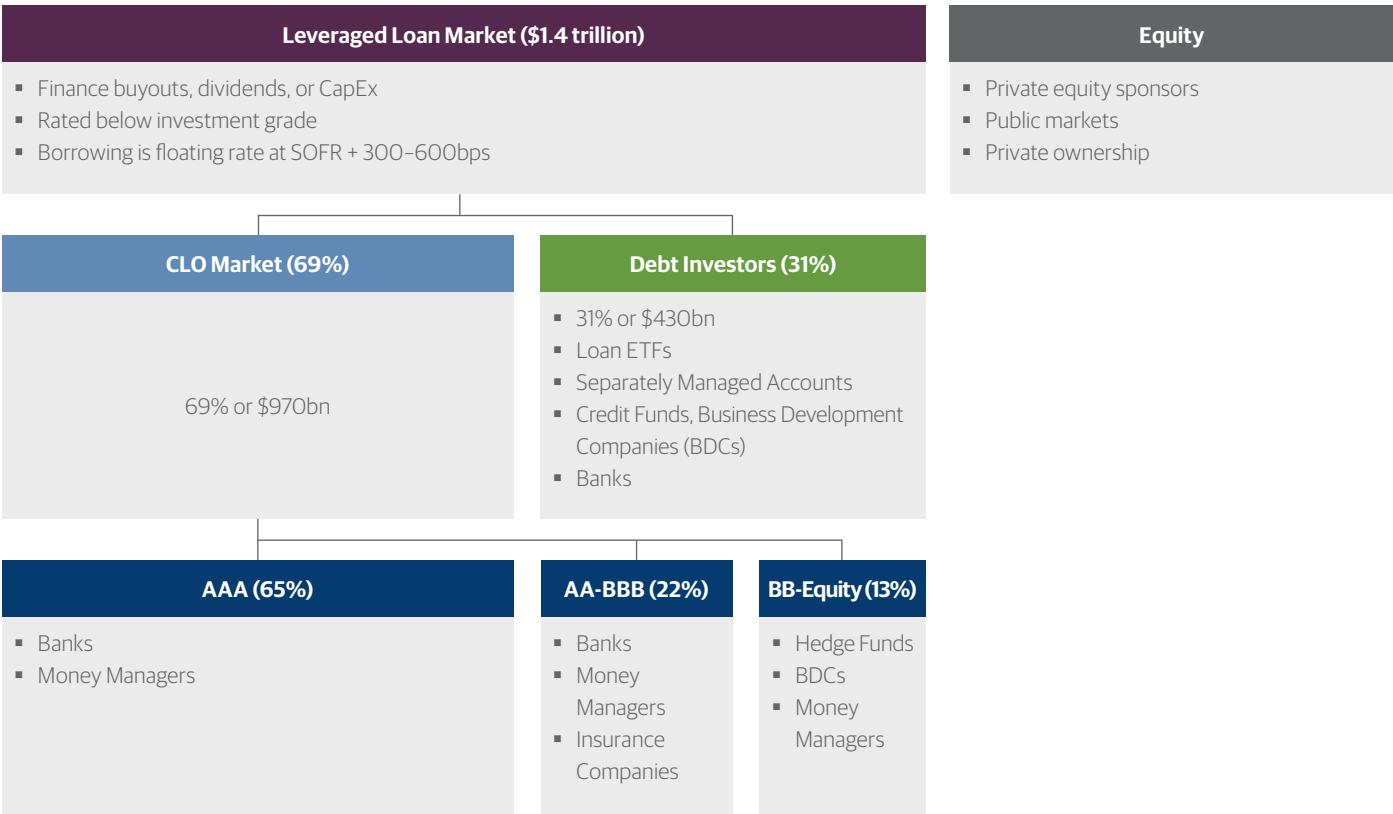 Leveraged Loan Market ($1.4 trillion)
▪ Finance buyouts, dividends, or CapEx
▪ Rated below investment grade
▪ Borrowing is floating rate at SOFR + 300–600bps
Equity
▪ Private equity sponsors
▪ Public markets
▪ Private ownership
CLO Market (69%)
69% or $970bn
Debt Investors (31%)
▪ 31% or $430bn
▪ Loan ETFs
▪ Separately Managed Accounts
▪ Credit Funds, Business Development
Companies (BDCs)
▪ Banks
AAA (65%)
▪ Banks
▪ Money Managers
AA-BBB (22%)
▪ Banks
▪ Money
Managers
▪ Insurance
Companies
BB-Equity (13%)
▪ Hedge Funds
▪ BDCs
▪ Money
Managers